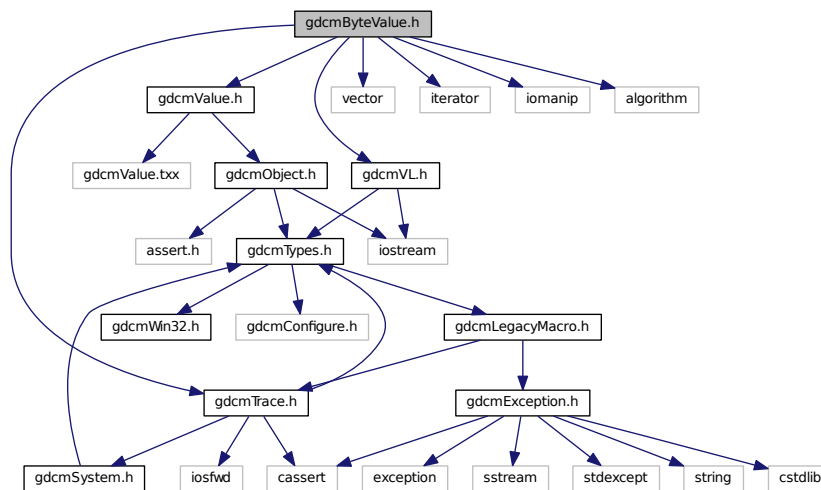 gdcmByteValue.h
gdcmValue.h
vector
iterator
iomanip
algorithm
gdcmValue.txx
gdcmObject.h
gdcmVL.h
assert.h
gdcmTypes.h
iostream
gdcmWin32.h
gdcmConfigure.h
gdcmLegacyMacro.h
gdcmTrace.h
gdcmException.h
gdcmSystem.h
iosfwd
cassert
exception
sstream
stdexcept
string
cstdlib